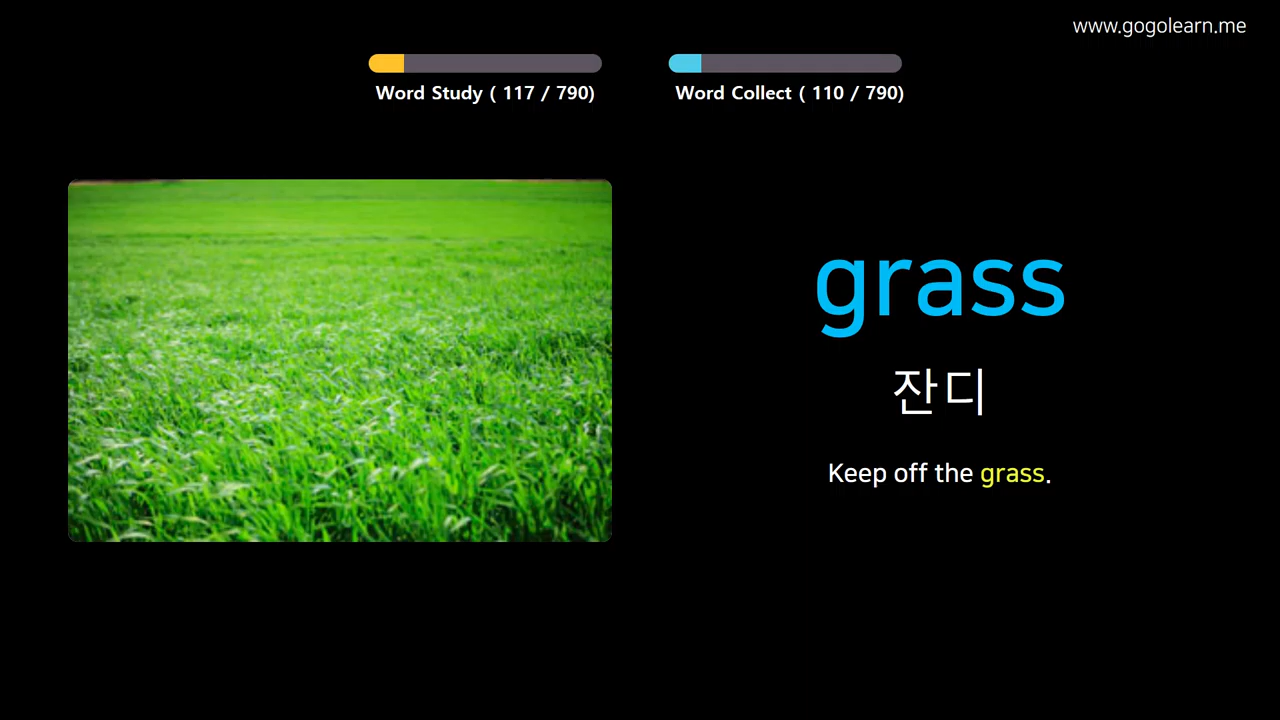 www.gogolearn.me
Word Study ( 117 / 790)
Word Collect ( 110 / 790)
grass
잔디
Keep off the grass.